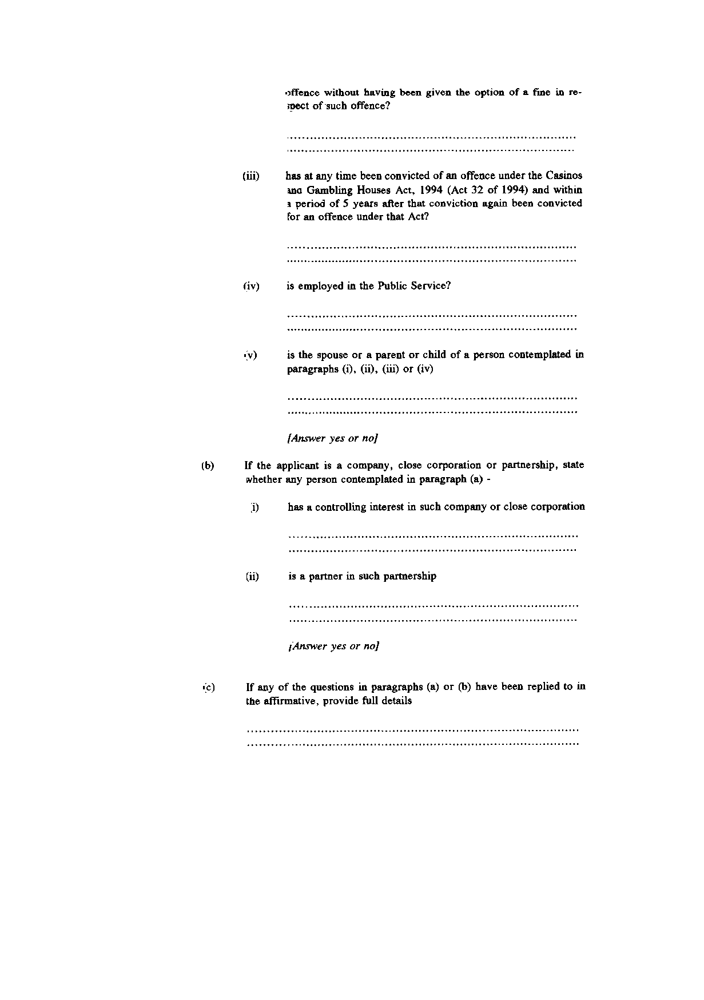 offence without having been given the option of a fine in re-
spect of such offence?
..............................................................................
..............................................................................
(iii) has at any time been convicted of an offence under the Casinos
and Gambling Houses Act, 1994 (Act 32 of 1994) and within
a period of 5 years after that conviction again been convicted
for an offence under that Act?
..............................................................................
..............................................................................
(iv) is employed in the Public Service?
..............................................................................
..............................................................................
(v) is the spouse or a parent or child of a person contemplated in
paragraphs (i), (ii), (iii) or (iv)
..............................................................................
..............................................................................
[Answer yes or no]
(b) If the applicant is a company, close corporation or partnership, state
whether any person contemplated in paragraph (a) -
(i) has a controlling interest in such company or close corporation
..............................................................................
..............................................................................
(ii) is a partner in such partnership
..............................................................................
..............................................................................
[Answer yes or no]
(c) If any of the questions in paragraphs (a) or (b) have been replied to in
the affirmative, provide full details
..............................................................................
..............................................................................